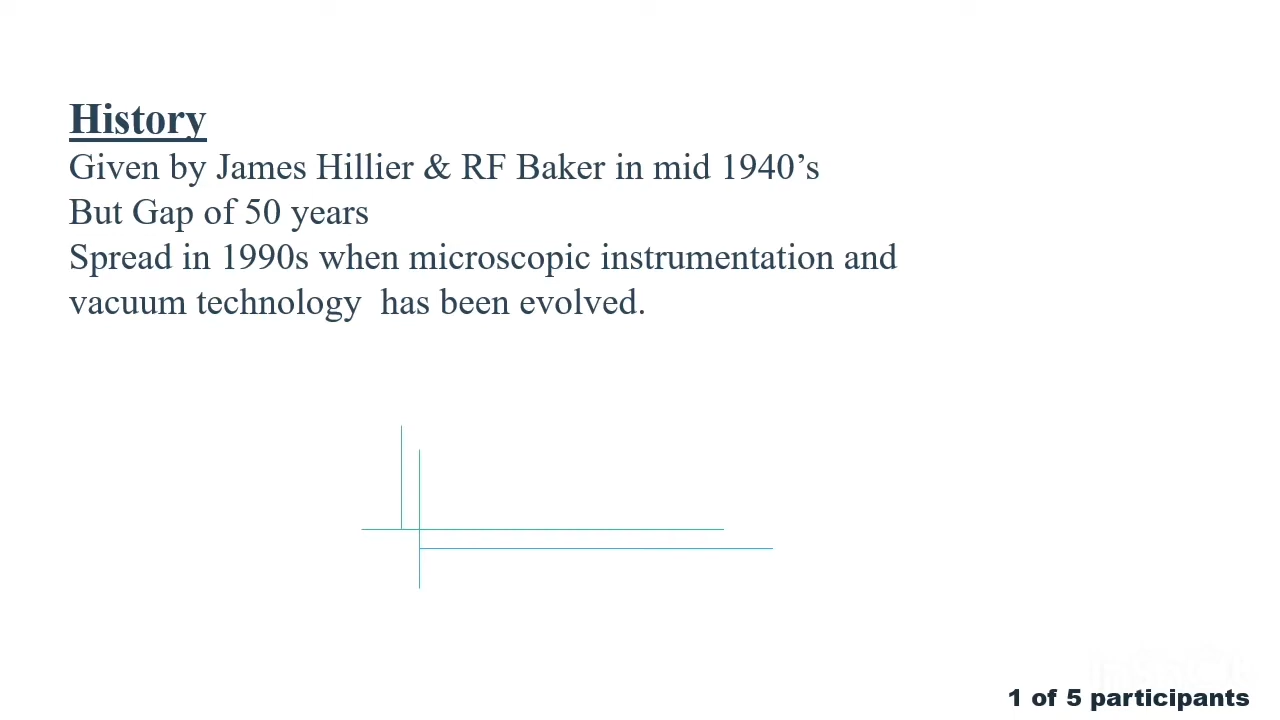 History
Given by James Hillier & RF Baker in mid 1940’s
But Gap of 50 years
Spread in 1990s when microscopic instrumentation and
vacuum technology  has been evolved.
1 of 5 participants